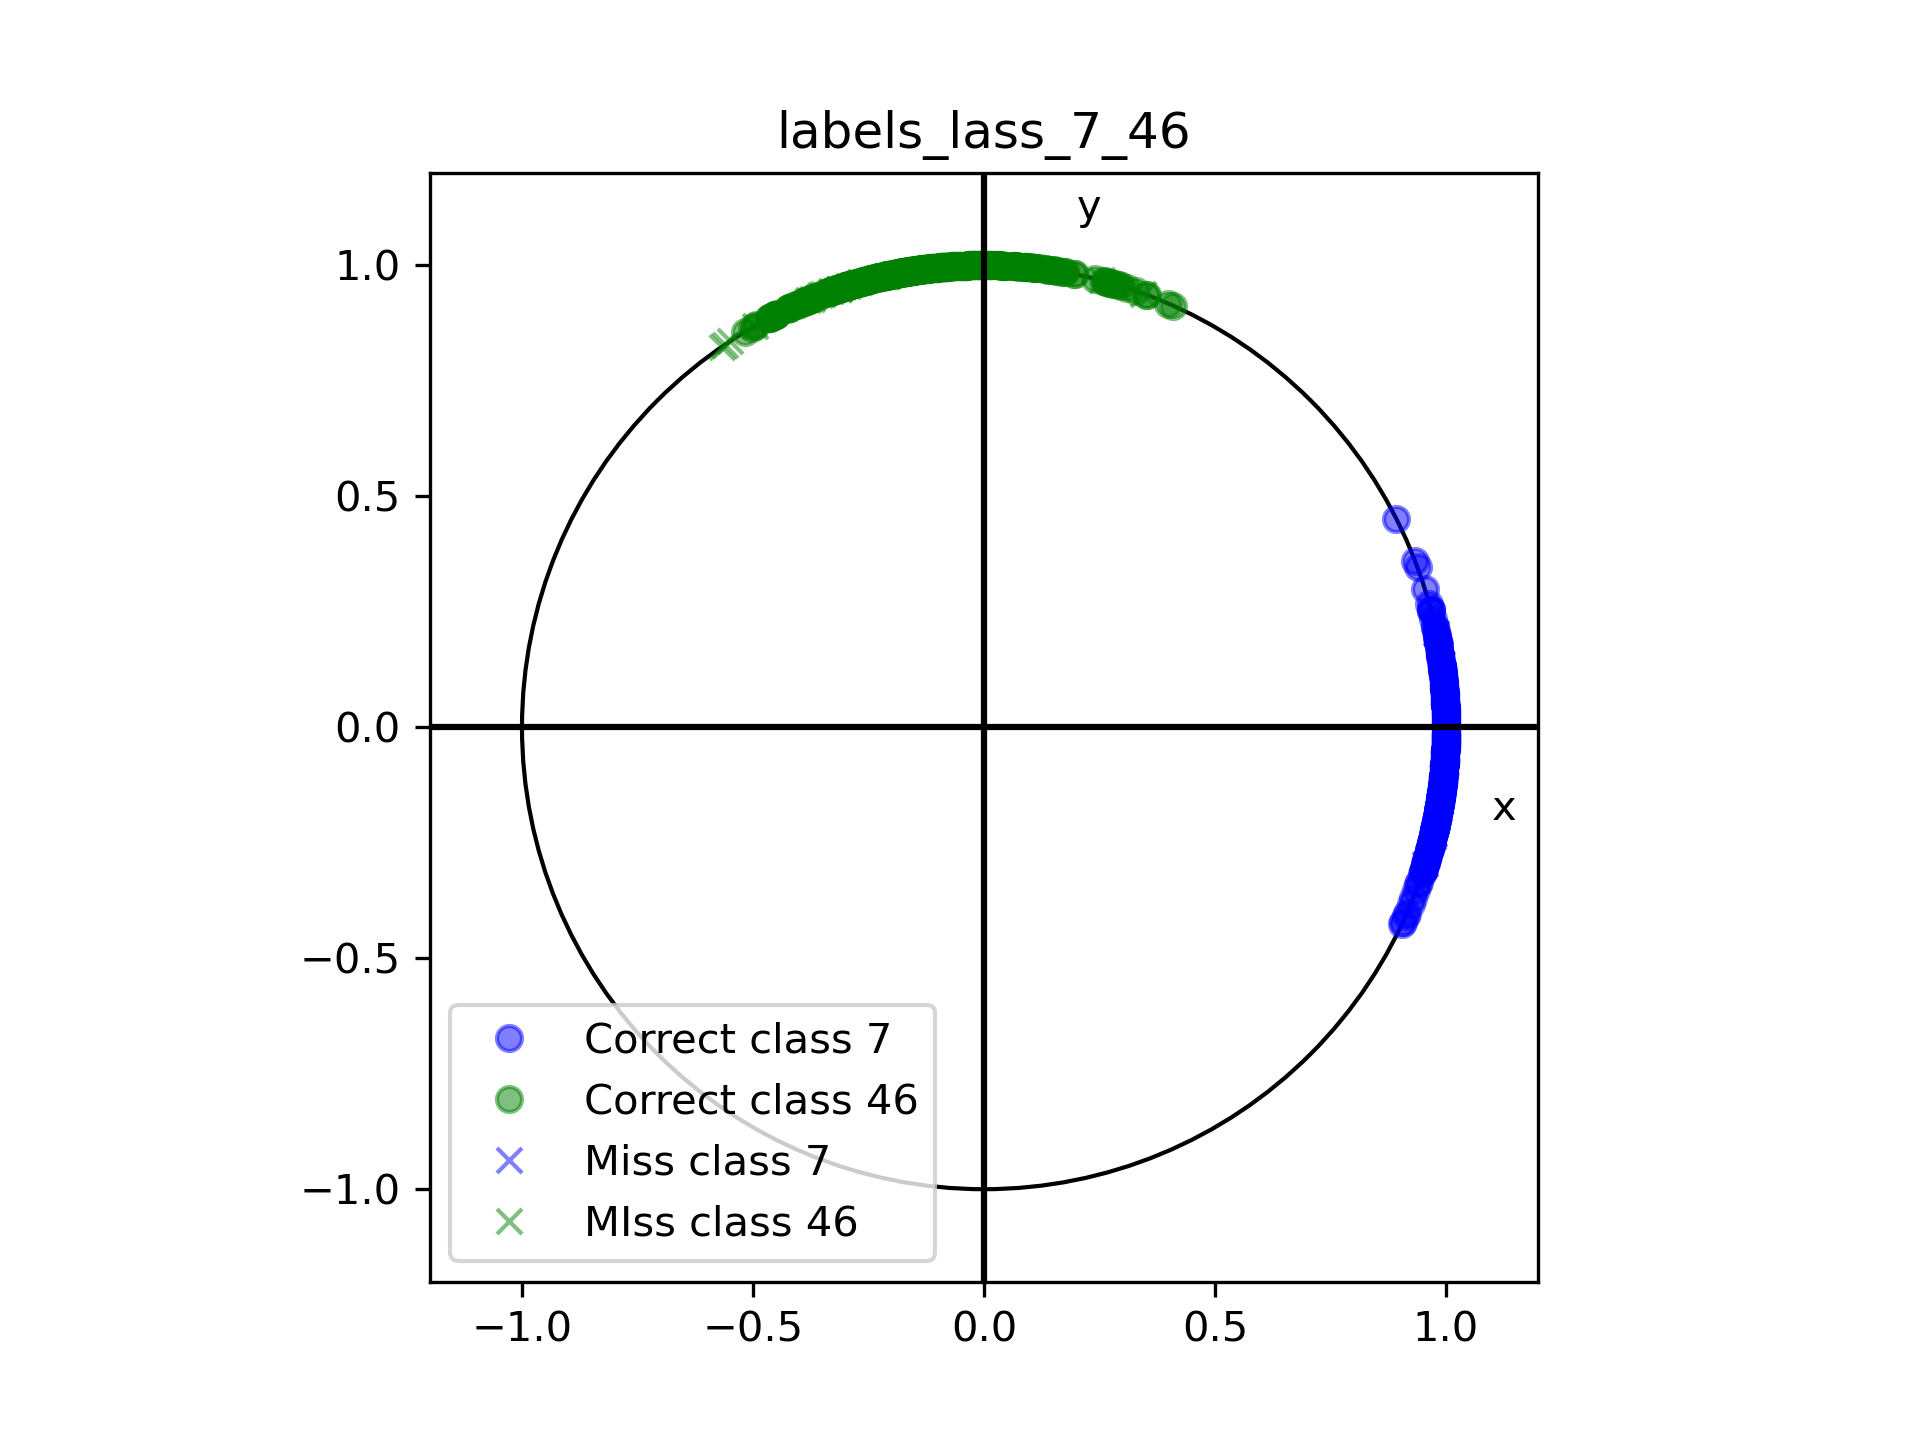 labels_lass_7_46
y
1.0
0.5
0.0
−0.5
−1.0
x
Correct class 7
Correct class 46
Miss class 7
MIss class 46
−1.0 −0.5 0.0 0.5 1.0